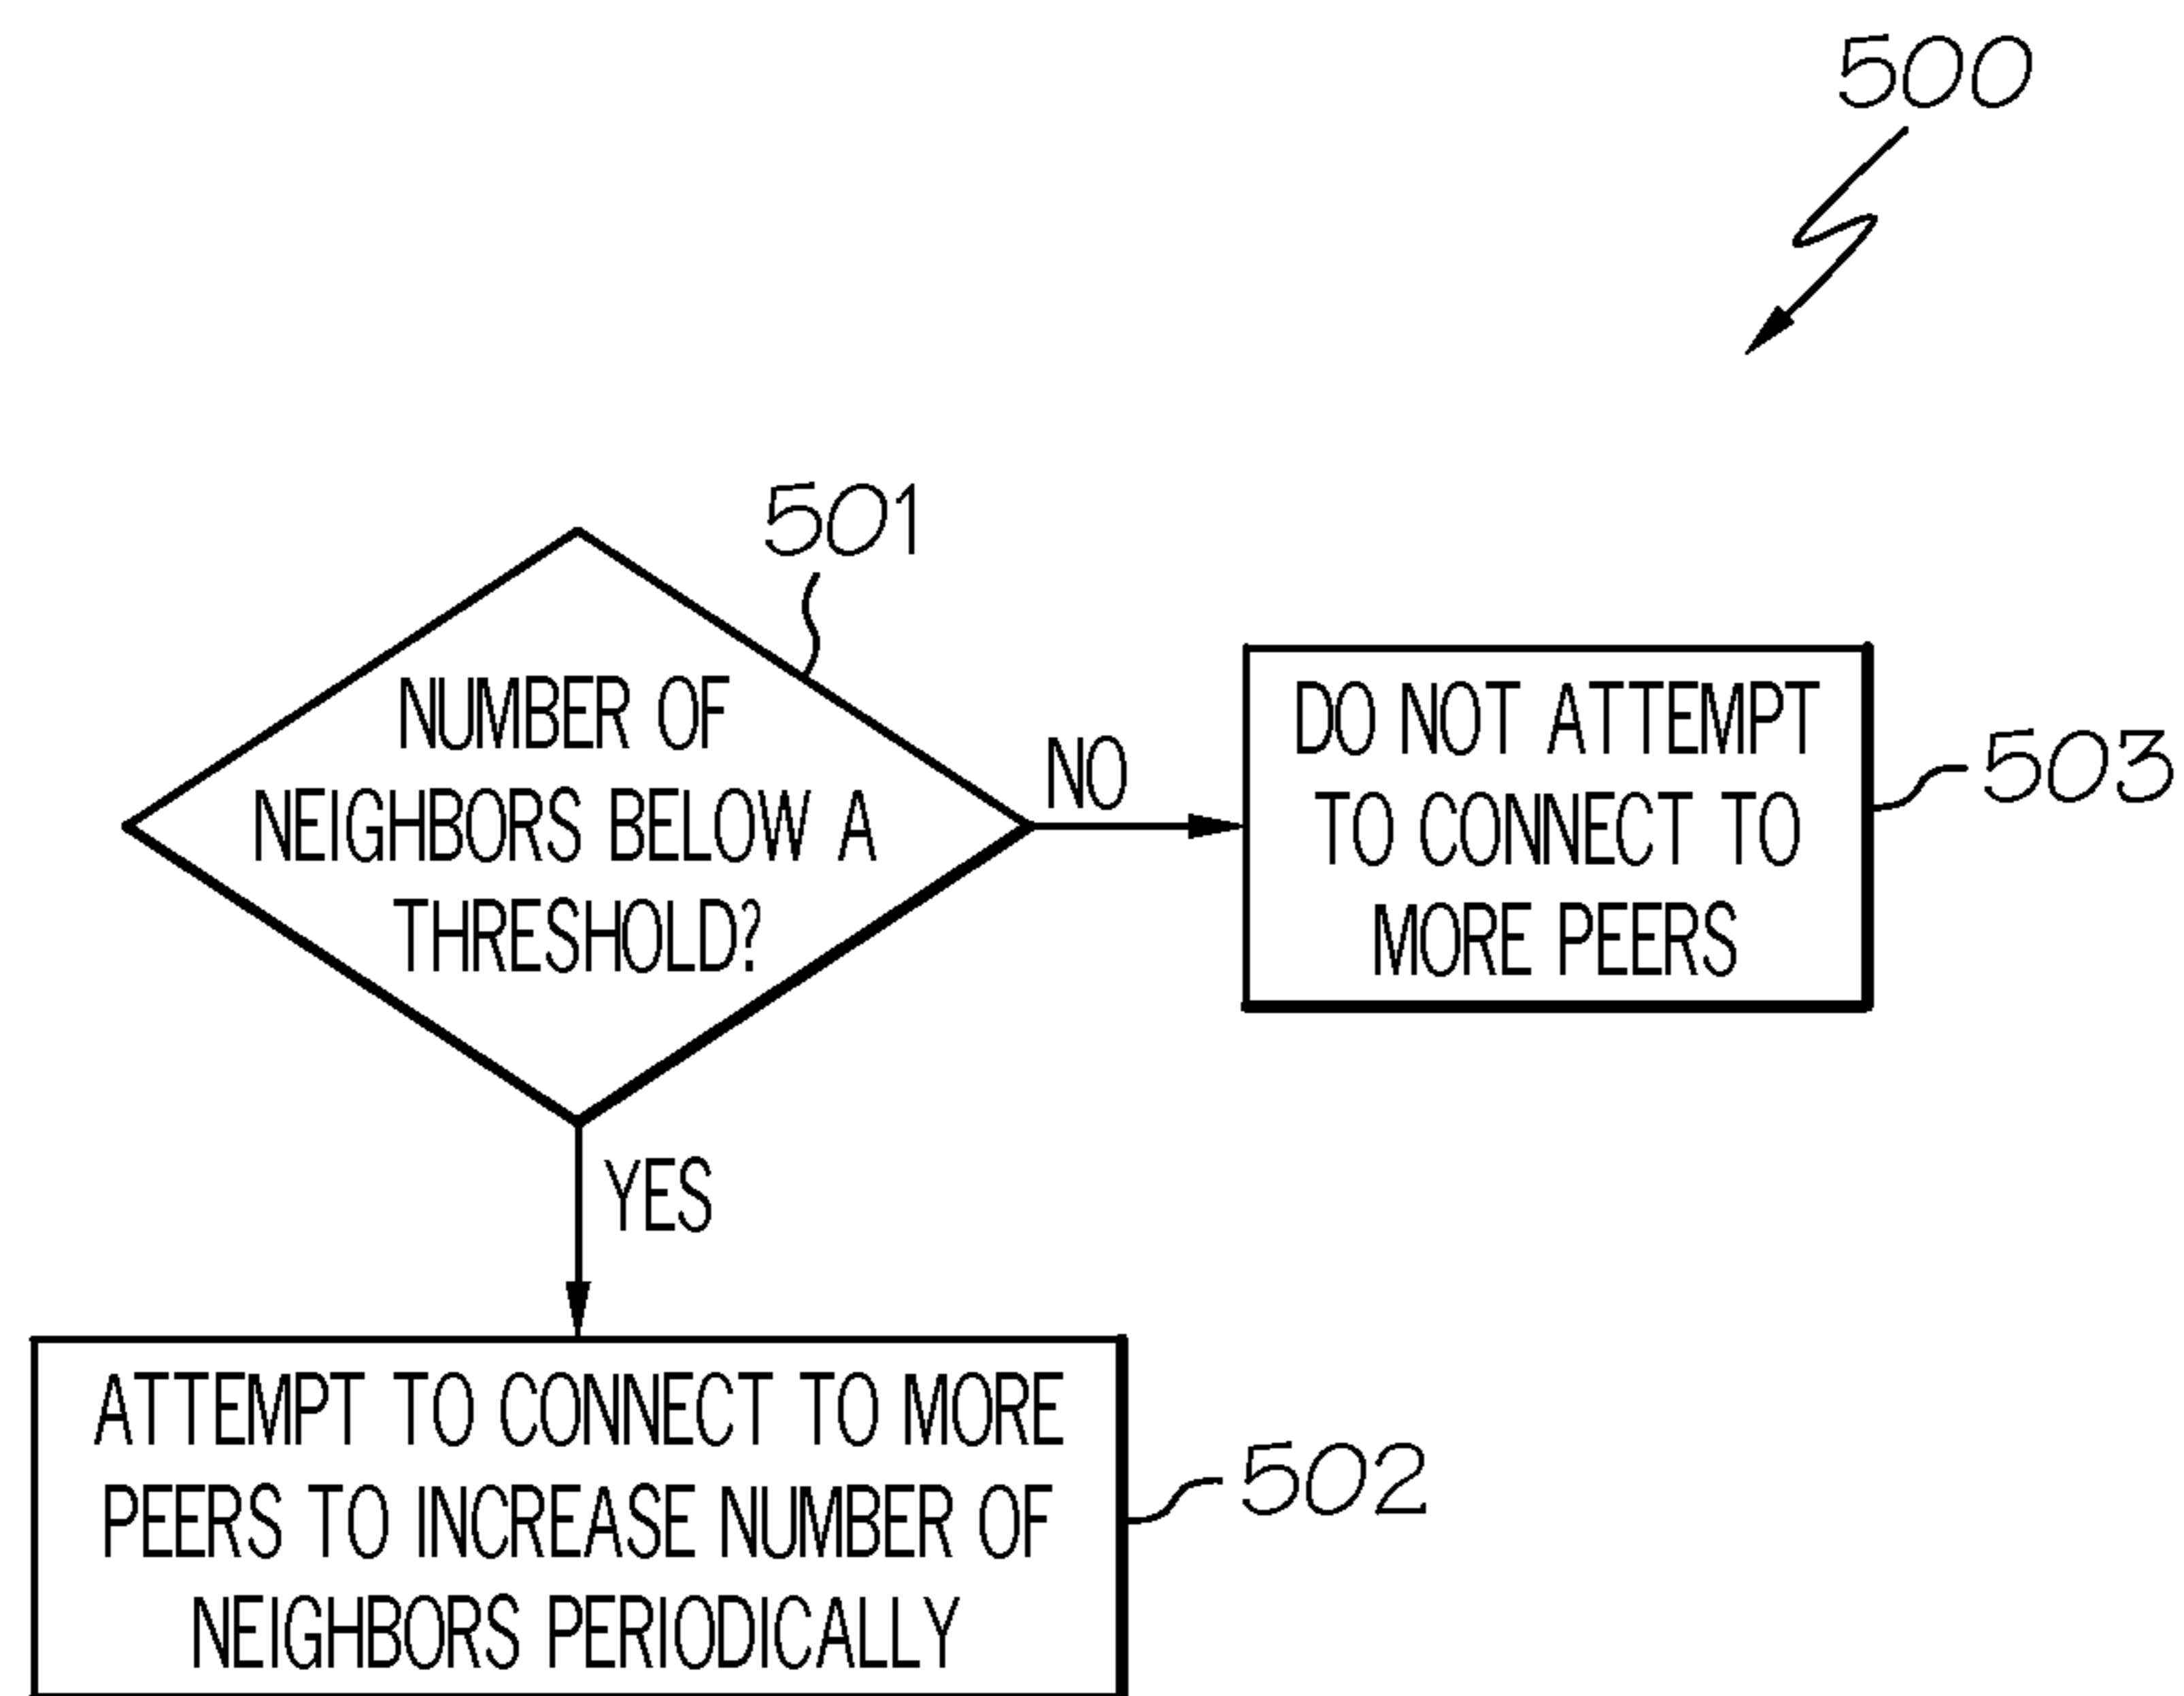 500
501
NUMBER OF
NEIGHBORS BELOW A
THRESHOLD?
NO
DO NOT ATTEMPT
TO CONNECT TO
MORE PEERS
503
YES
ATTEMPT TO CONNECT TO MORE
PEERS TO INCREASE NUMBER OF
NEIGHBORS PERIODICALLY
502